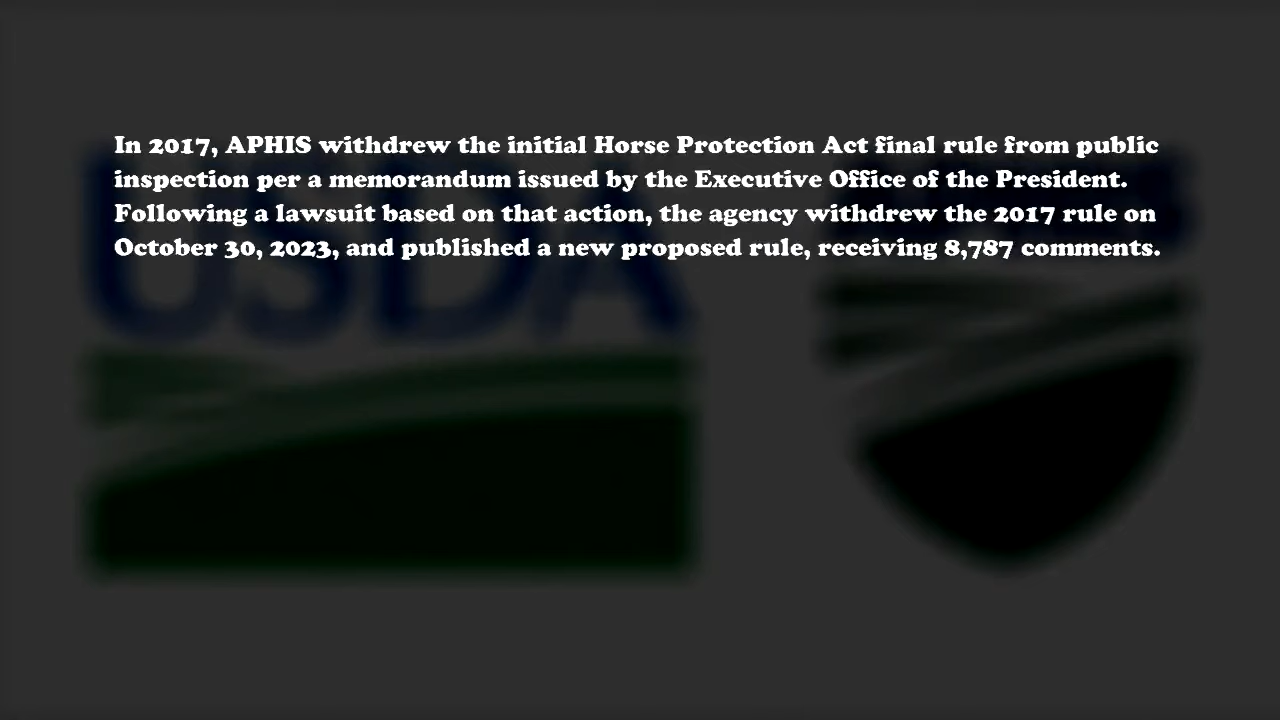 In 2017, APHIS withdrew the initial Horse Protection Act final rule from public
inspection per a memorandum issued by the Executive Office of the President.
Following a lawsuit based on that action, the agency withdrew the 2017 rule on
October 30, 2023, and published a new proposed rule, receiving 8,787 comments.
USDA